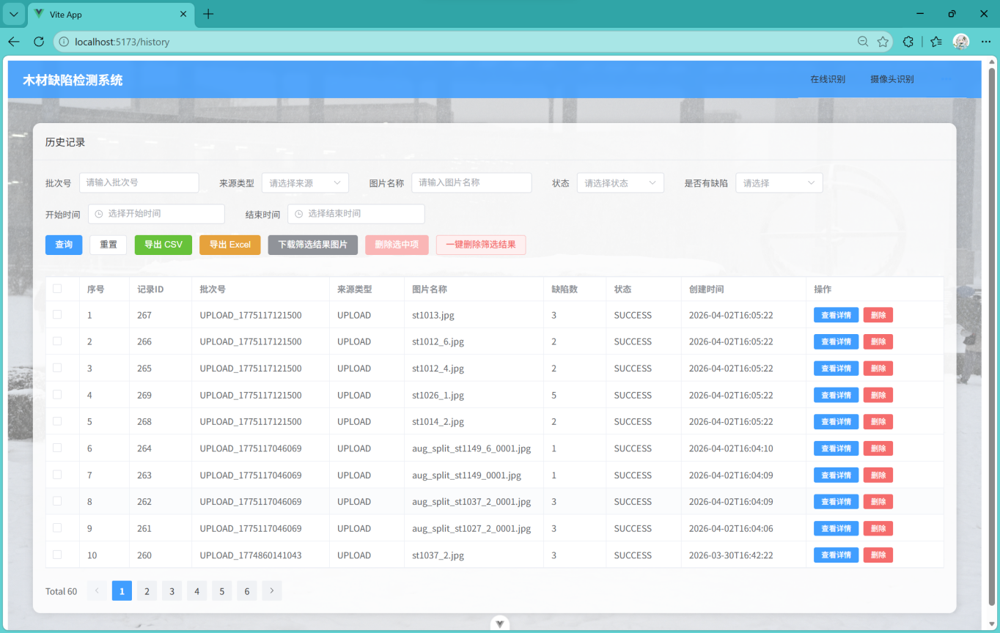 Vite App
localhost:5173/history
木材缺陷检测系统 在线识别 摄像头识别
历史记录
批次号 请输入批次号 来源类型 请选择来源 图片名称 请输入图片名称 状态 请选择状态 是否有缺陷 请选择
开始时间 选择开始时间 结束时间 选择结束时间
查询 重置 导出 CSV 导出 Excel 下载筛选结果图片 删除选中项 一键删除筛选结果
序号 记录ID 批次号 来源类型 图片名称 缺陷数 状态 创建时间 操作
1 267 UPLOAD_1775117121500 UPLOAD st1013.jpg 3 SUCCESS 2026-04-02T16:05:22 查看详情 删除
2 266 UPLOAD_1775117121500 UPLOAD st1012_6.jpg 2 SUCCESS 2026-04-02T16:05:22 查看详情 删除
3 265 UPLOAD_1775117121500 UPLOAD st1012_4.jpg 2 SUCCESS 2026-04-02T16:05:22 查看详情 删除
4 269 UPLOAD_1775117121500 UPLOAD st1026_1.jpg 5 SUCCESS 2026-04-02T16:05:22 查看详情 删除
5 268 UPLOAD_1775117121500 UPLOAD st1014_2.jpg 2 SUCCESS 2026-04-02T16:05:22 查看详情 删除
6 264 UPLOAD_1775117046069 UPLOAD aug_split_st1149_6_0001.jpg 1 SUCCESS 2026-04-02T16:04:10 查看详情 删除
7 263 UPLOAD_1775117046069 UPLOAD aug_split_st1149_0001.jpg 1 SUCCESS 2026-04-02T16:04:09 查看详情 删除
8 262 UPLOAD_1775117046069 UPLOAD aug_split_st1037_2_0001.jpg 3 SUCCESS 2026-04-02T16:04:09 查看详情 删除
9 261 UPLOAD_1775117046069 UPLOAD aug_split_st1027_2_0001.jpg 3 SUCCESS 2026-04-02T16:04:06 查看详情 删除
10 260 UPLOAD_1774860141043 UPLOAD st1037_2.jpg 3 SUCCESS 2026-03-30T16:42:22 查看详情 删除
Total 60 1 2 3 4 5 6